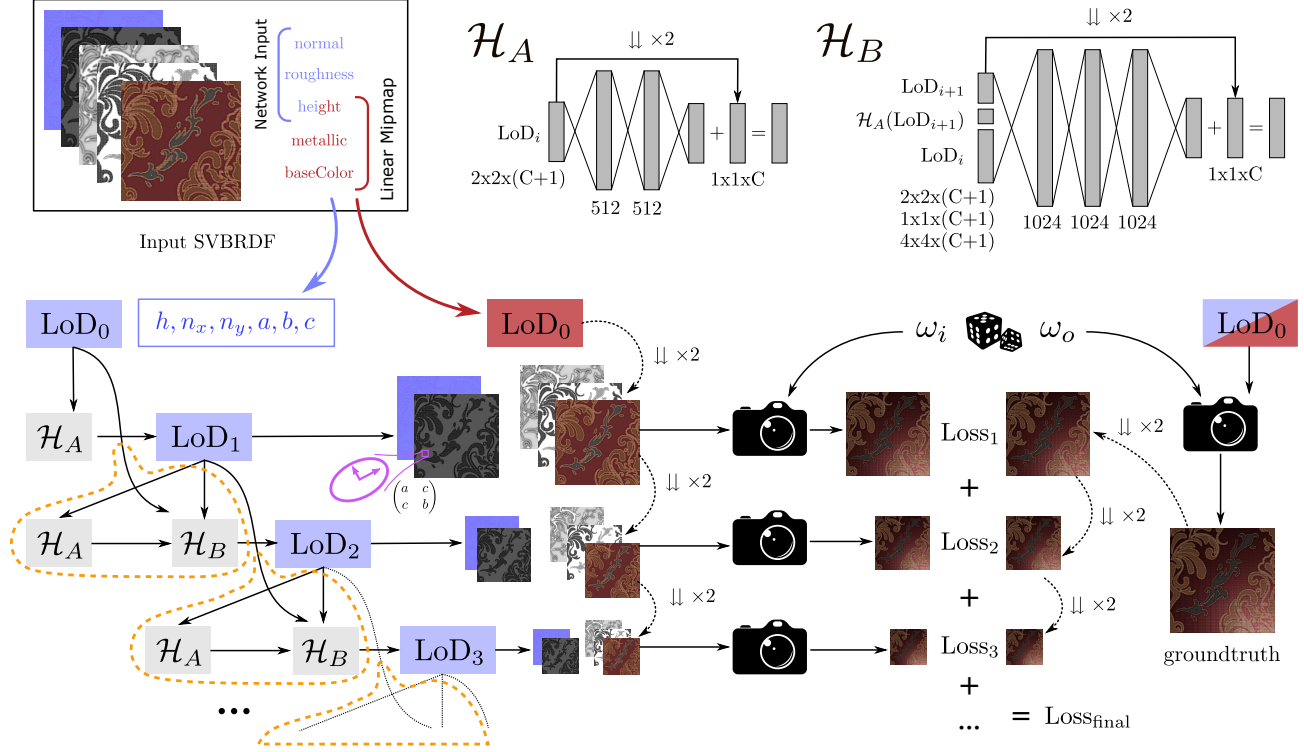 Network Input
normal
roughness
height
metallic
baseColor
Linear Mipmap
Input SVBRDF
ℋ_A
⇊ ×2
LoD_i
2x2x(C+1)
512 512
+ =
1x1xC
ℋ_B
⇊ ×2
LoD_{i+1}
ℋ_A(LoD_{i+1})
LoD_i
2x2x(C+1)
1x1x(C+1)
4x4x(C+1)
1024 1024 1024
+ =
1x1xC
LoD_0
h, n_x, n_y, a, b, c
LoD_0
⇊ ×2
ω_i ω_o
LoD_0
ℋ_A
LoD_1
(a c
c b)
⇊ ×2
Loss_1
⇊ ×2
+
⇊ ×2
ℋ_A
ℋ_B
LoD_2
Loss_2
+
⇊ ×2
⇊ ×2
ℋ_A
ℋ_B
LoD_3
Loss_3
groundtruth
+
...
... = Loss_final